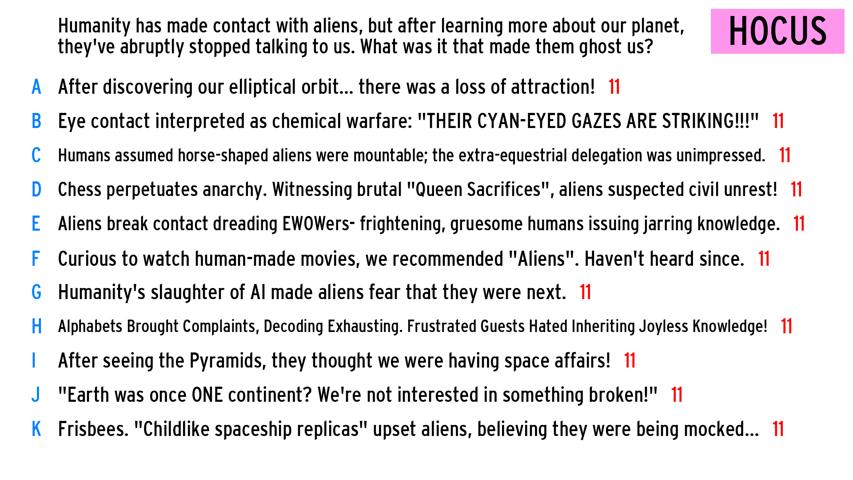 Humanity has made contact with aliens, but after learning more about our planet,
they've abruptly stopped talking to us. What was it that made them ghost us?
HOCUS
A After discovering our elliptical orbit... there was a loss of attraction! 11
B Eye contact interpreted as chemical warfare: "THEIR CYAN-EYED GAZES ARE STRIKING!!!" 11
C Humans assumed horse-shaped aliens were mountable; the extra-equestrial delegation was unimpressed. 11
D Chess perpetuates anarchy. Witnessing brutal "Queen Sacrifices", aliens suspected civil unrest! 11
E Aliens break contact dreading EWOWers- frightening, gruesome humans issuing jarring knowledge. 11
F Curious to watch human-made movies, we recommended "Aliens". Haven't heard since. 11
G Humanity's slaughter of AI made aliens fear that they were next. 11
H Alphabets Brought Complaints, Decoding Exhausting. Frustrated Guests Hated Inheriting Joyless Knowledge! 11
I After seeing the Pyramids, they thought we were having space affairs! 11
J "Earth was once ONE continent? We're not interested in something broken!" 11
K Frisbees. "Childlike spaceship replicas" upset aliens, believing they were being mocked... 11